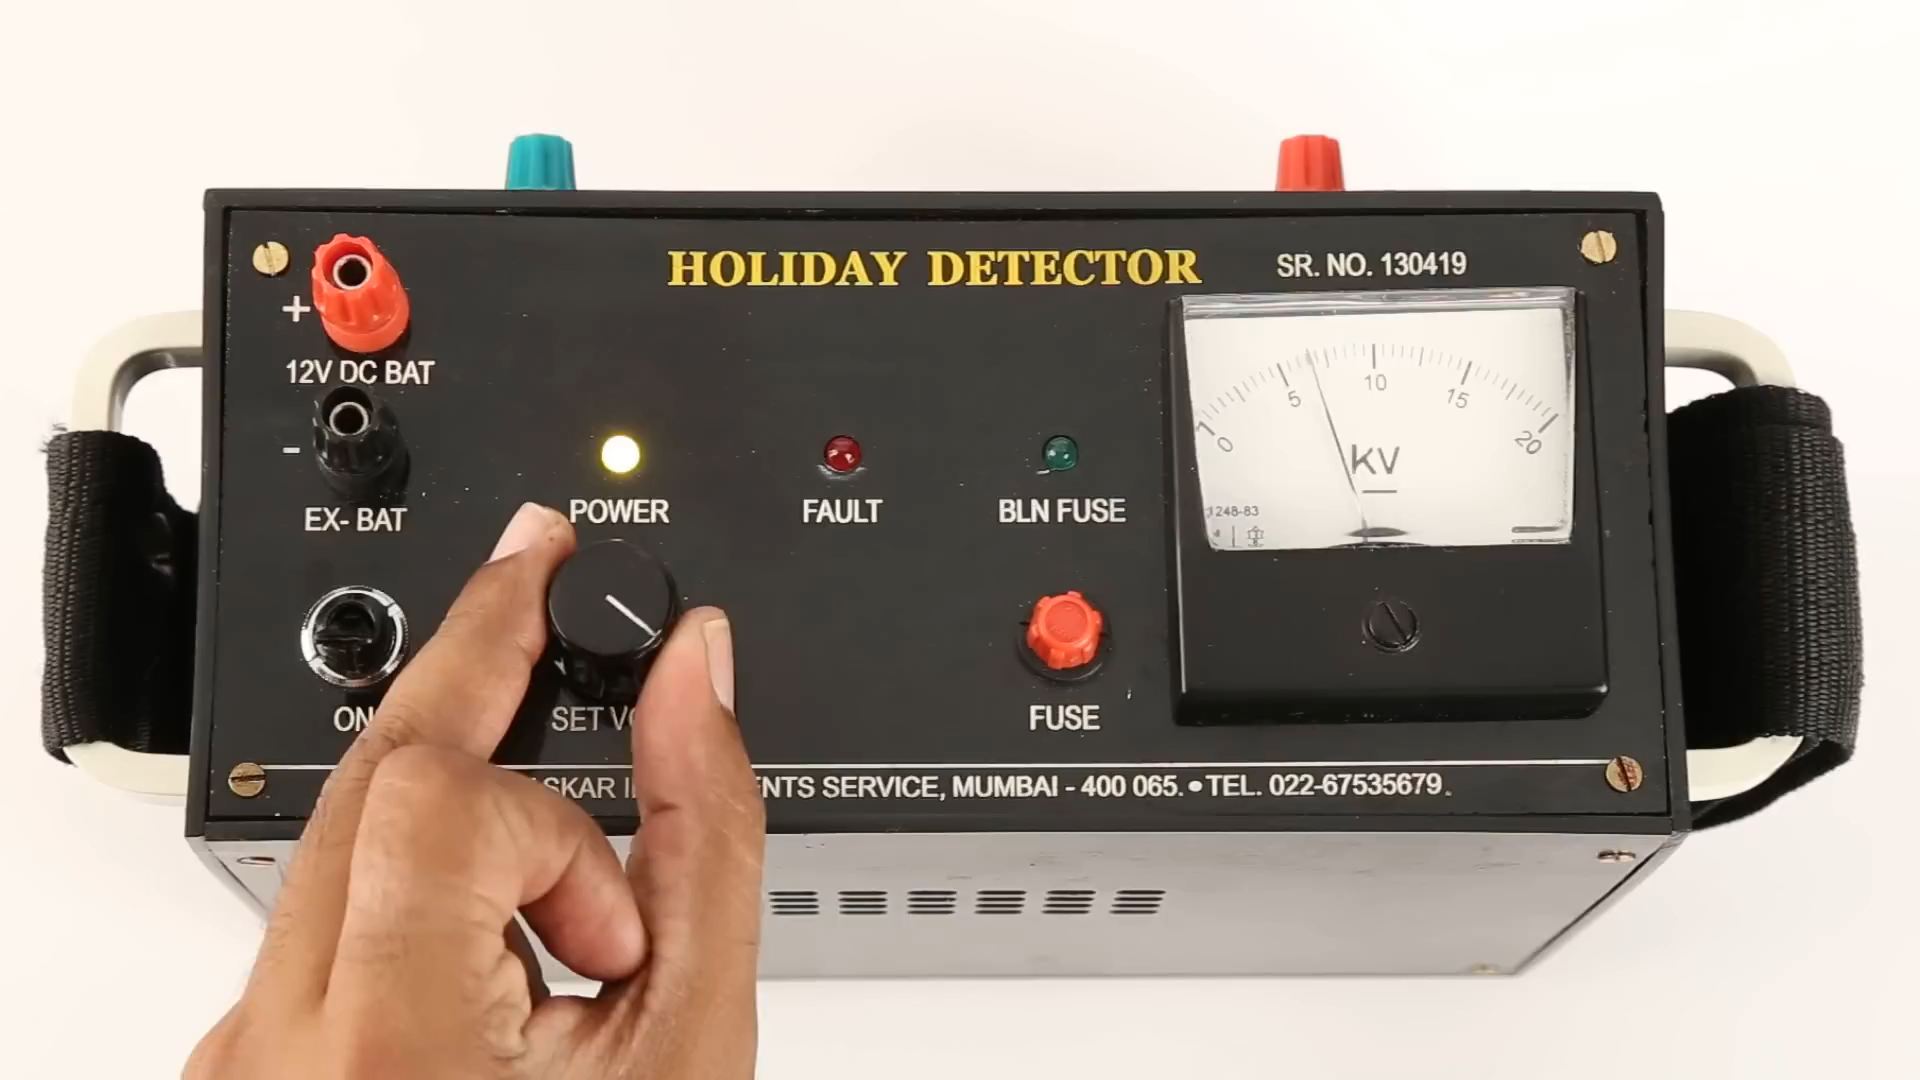 HOLIDAY DETECTOR
SR. NO. 130419
+
12V DC BAT
-
EX- BAT
POWER
FAULT
BLN FUSE
0 5 10 15 20
KV
1248-83
ON
SET
FUSE
SERVICE, MUMBAI - 400 065. • TEL. 022-67535679.